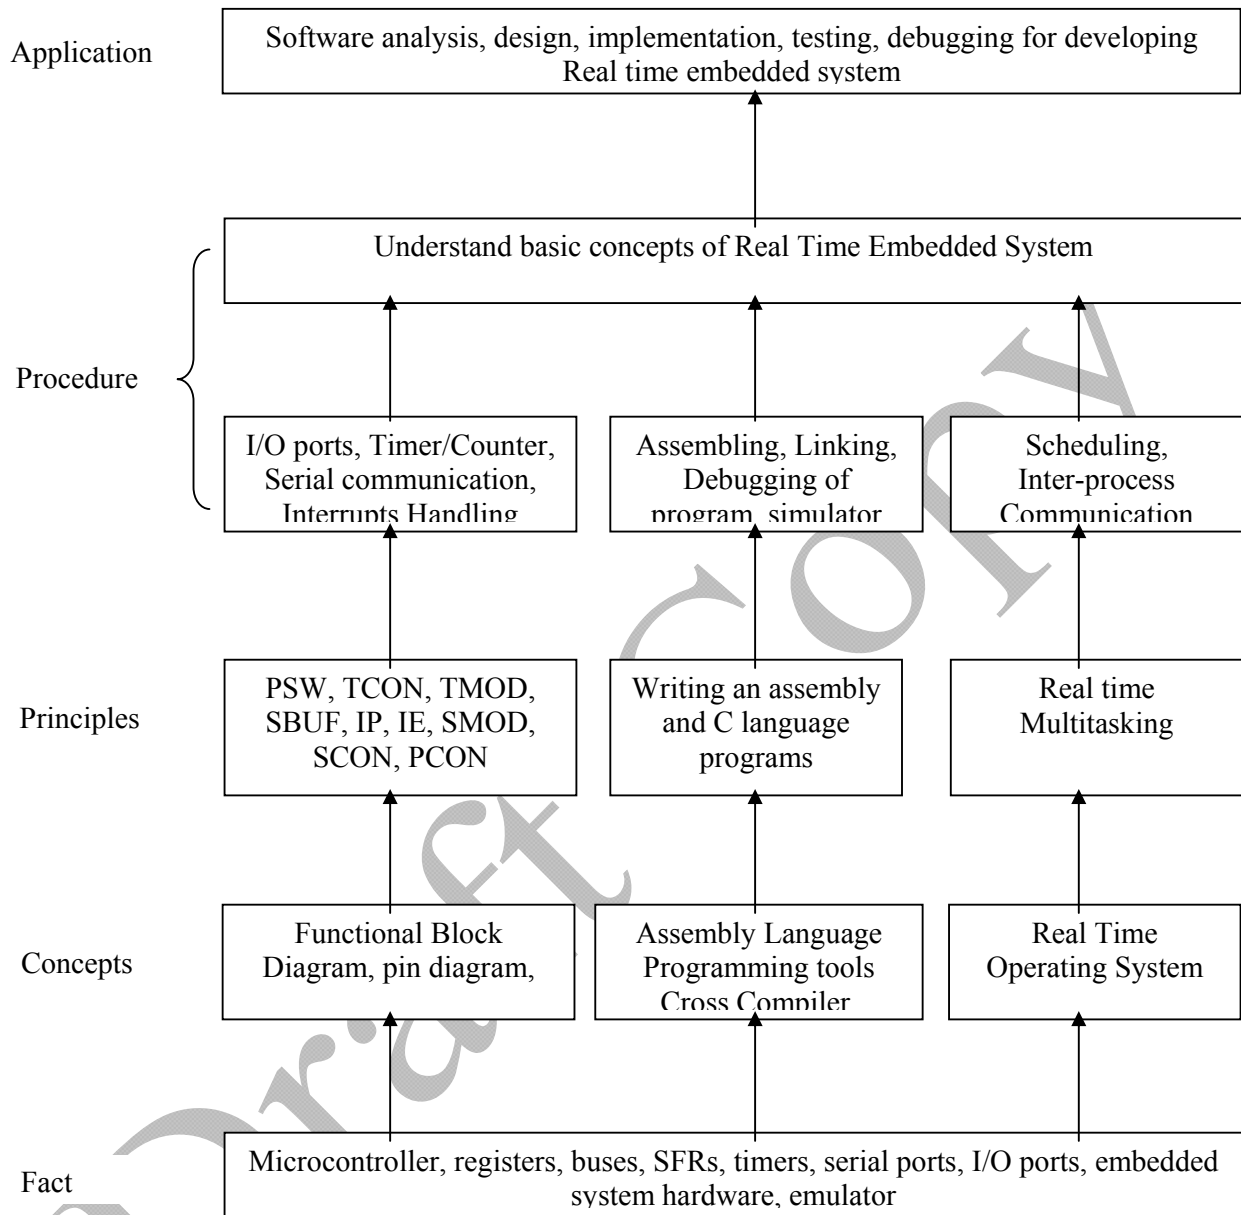 Application
Software analysis, design, implementation, testing, debugging for developing
Real time embedded system
Understand basic concepts of Real Time Embedded System
Procedure
I/O ports, Timer/Counter,
Serial communication,
Interrupts Handling
Assembling, Linking,
Debugging of
program, simulator
Scheduling,
Inter-process
Communication
Principles
PSW, TCON, TMOD,
SBUF, IP, IE, SMOD,
SCON, PCON
Writing an assembly
and C language
programs
Real time
Multitasking
Concepts
Functional Block
Diagram, pin diagram,
Assembly Language
Programming tools
Cross Compiler
Real Time
Operating System
Fact
Microcontroller, registers, buses, SFRs, timers, serial ports, I/O ports, embedded
system hardware, emulator
Draft Copy